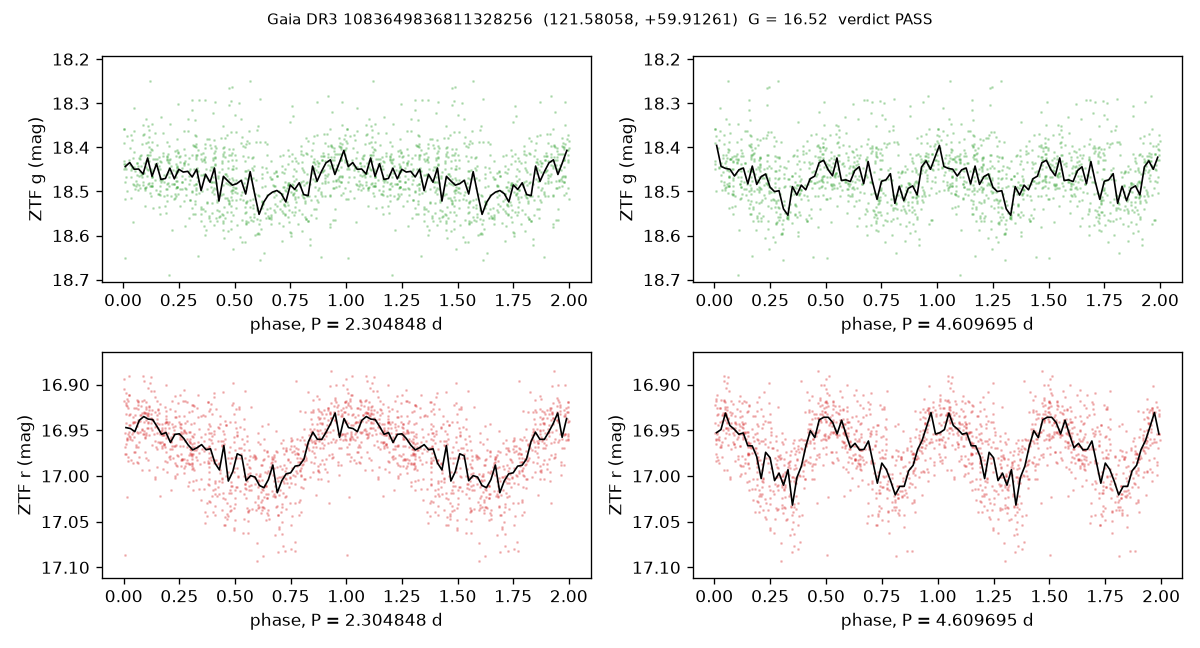 Gaia DR3 1083649836811328256  (121.58058, +59.91261)  G = 16.52  verdict PASS
18.2
18.3
18.4
18.5
18.6
18.7
ZTF g (mag)
0.00 0.25 0.50 0.75 1.00 1.25 1.50 1.75 2.00
phase, P = 2.304848 d
18.2
18.3
18.4
18.5
18.6
18.7
ZTF g (mag)
0.00 0.25 0.50 0.75 1.00 1.25 1.50 1.75 2.00
phase, P = 4.609695 d
16.90
16.95
17.00
17.05
17.10
ZTF r (mag)
0.00 0.25 0.50 0.75 1.00 1.25 1.50 1.75 2.00
phase, P = 2.304848 d
16.90
16.95
17.00
17.05
17.10
ZTF r (mag)
0.00 0.25 0.50 0.75 1.00 1.25 1.50 1.75 2.00
phase, P = 4.609695 d